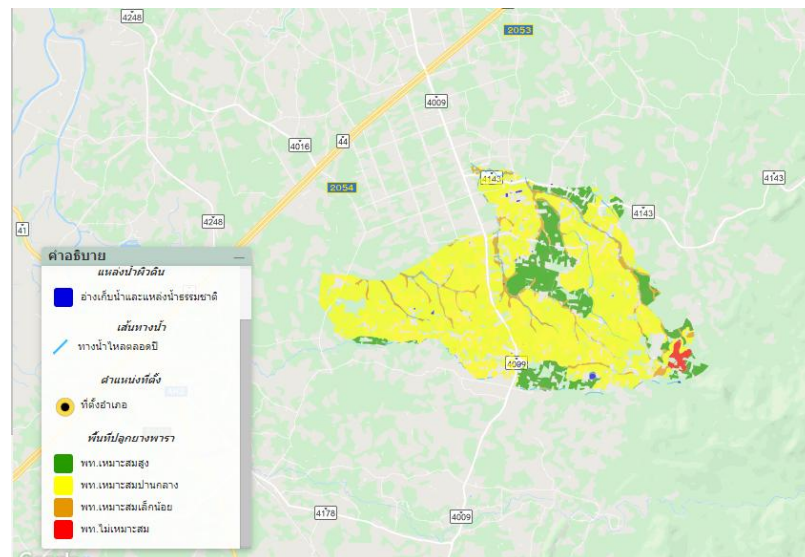 4248
2053
4009
44
4016
2054
4143
4143
4143
4248
41
คำอธิบาย
แหล่งน้ำผิวดิน
อ่างเก็บน้ำและแหล่งน้ำธรรมชาติ
เส้นทางน้ำ
ทางน้ำไหลตลอดปี
ตำแหน่งที่ตั้ง
ที่ตั้งอำเภอ
4009
พื้นที่ปลูกยางพารา
พท.เหมาะสมสูง
พท.เหมาะสมปานกลาง
พท.เหมาะสมเล็กน้อย
พท.ไม่เหมาะสม
4178
4009